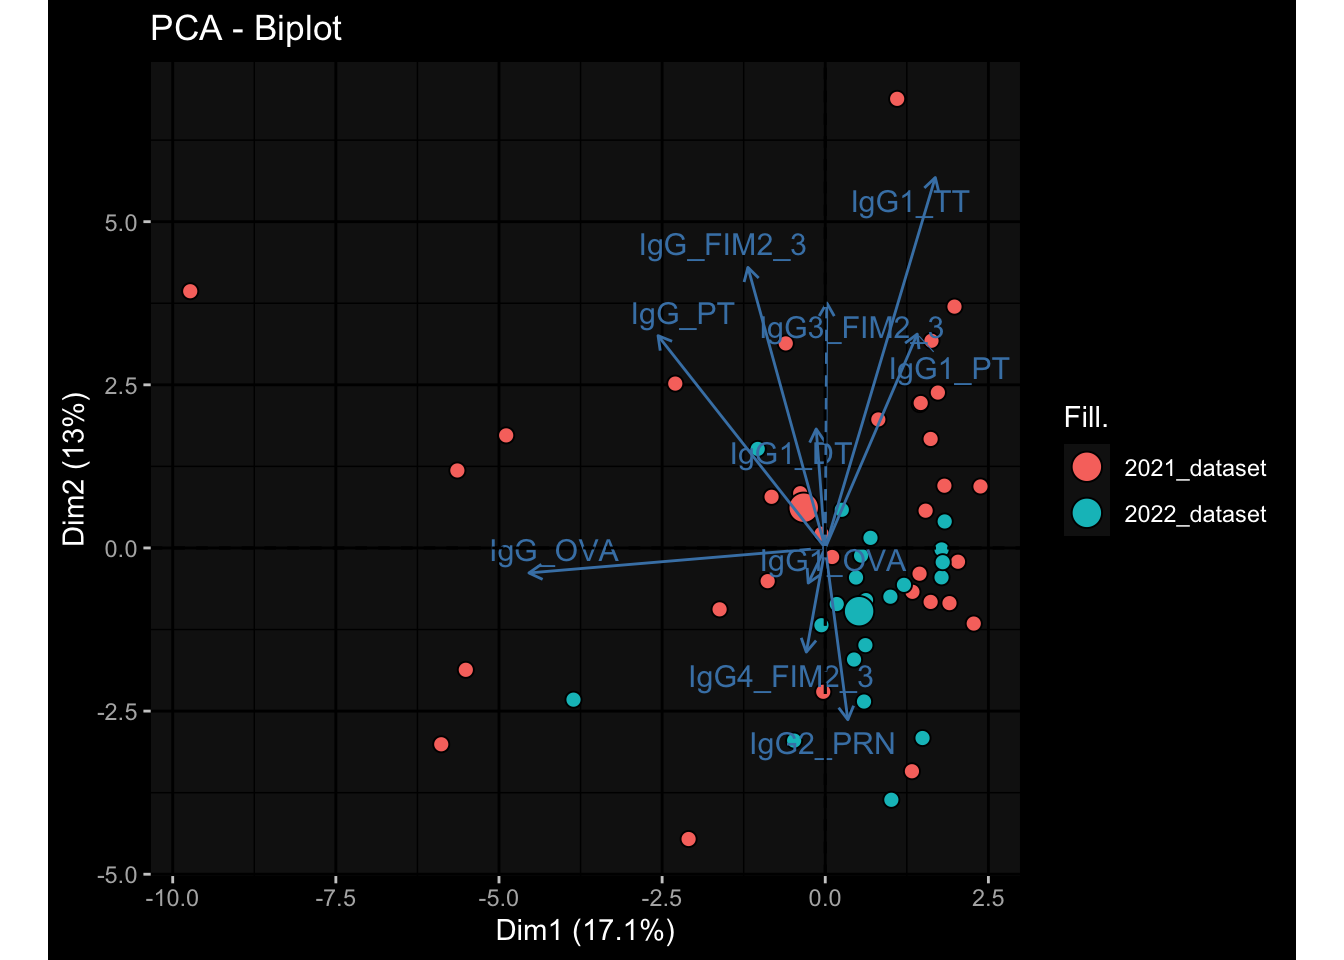 PCA - Biplot
IgG1_TT
IgG_FIM2_3
IgG_PT
IgG3_FIM2_3
IgG1_PT
IgG1_DT
IgG_OVA
IgG1_OVA
IgG4_FIM2_3
IgG2_PRN
5.0
2.5
0.0
-2.5
-5.0
Dim2 (13%)
-10.0 -7.5 -5.0 -2.5 0.0 2.5
Dim1 (17.1%)
Fill.
2021_dataset
2022_dataset